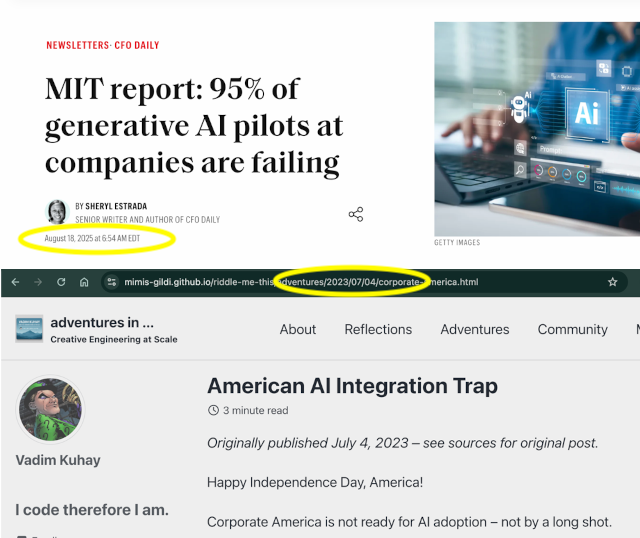 NEWSLETTERS· CFO DAILY
MIT report: 95% of
generative AI pilots at
companies are failing
BY SHERYL ESTRADA
SENIOR WRITER AND AUTHOR OF CFO DAILY
August 18, 2025 at 6:54 AM EDT
AI
Ai
Prompt
GETTY IMAGES
mimis-gildi.github.io/riddle-me-this/adventures/2023/07/04/corporate-america.html
adventures in ...
Creative Engineering at Scale
About Reflections Adventures Community
American AI Integration Trap
3 minute read
Originally published July 4, 2023 – see sources for original post.
Vadim Kuhay
Happy Independence Day, America!
I code therefore I am.
Corporate America is not ready for AI adoption – not by a long shot.